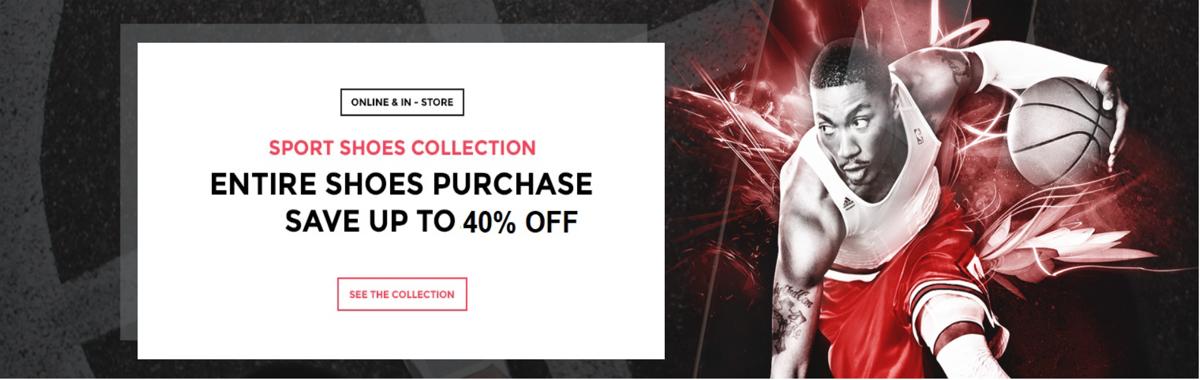 ONLINE & IN - STORE
SPORT SHOES COLLECTION
ENTIRE SHOES PURCHASE
SAVE UP TO 40% OFF
SEE THE COLLECTION